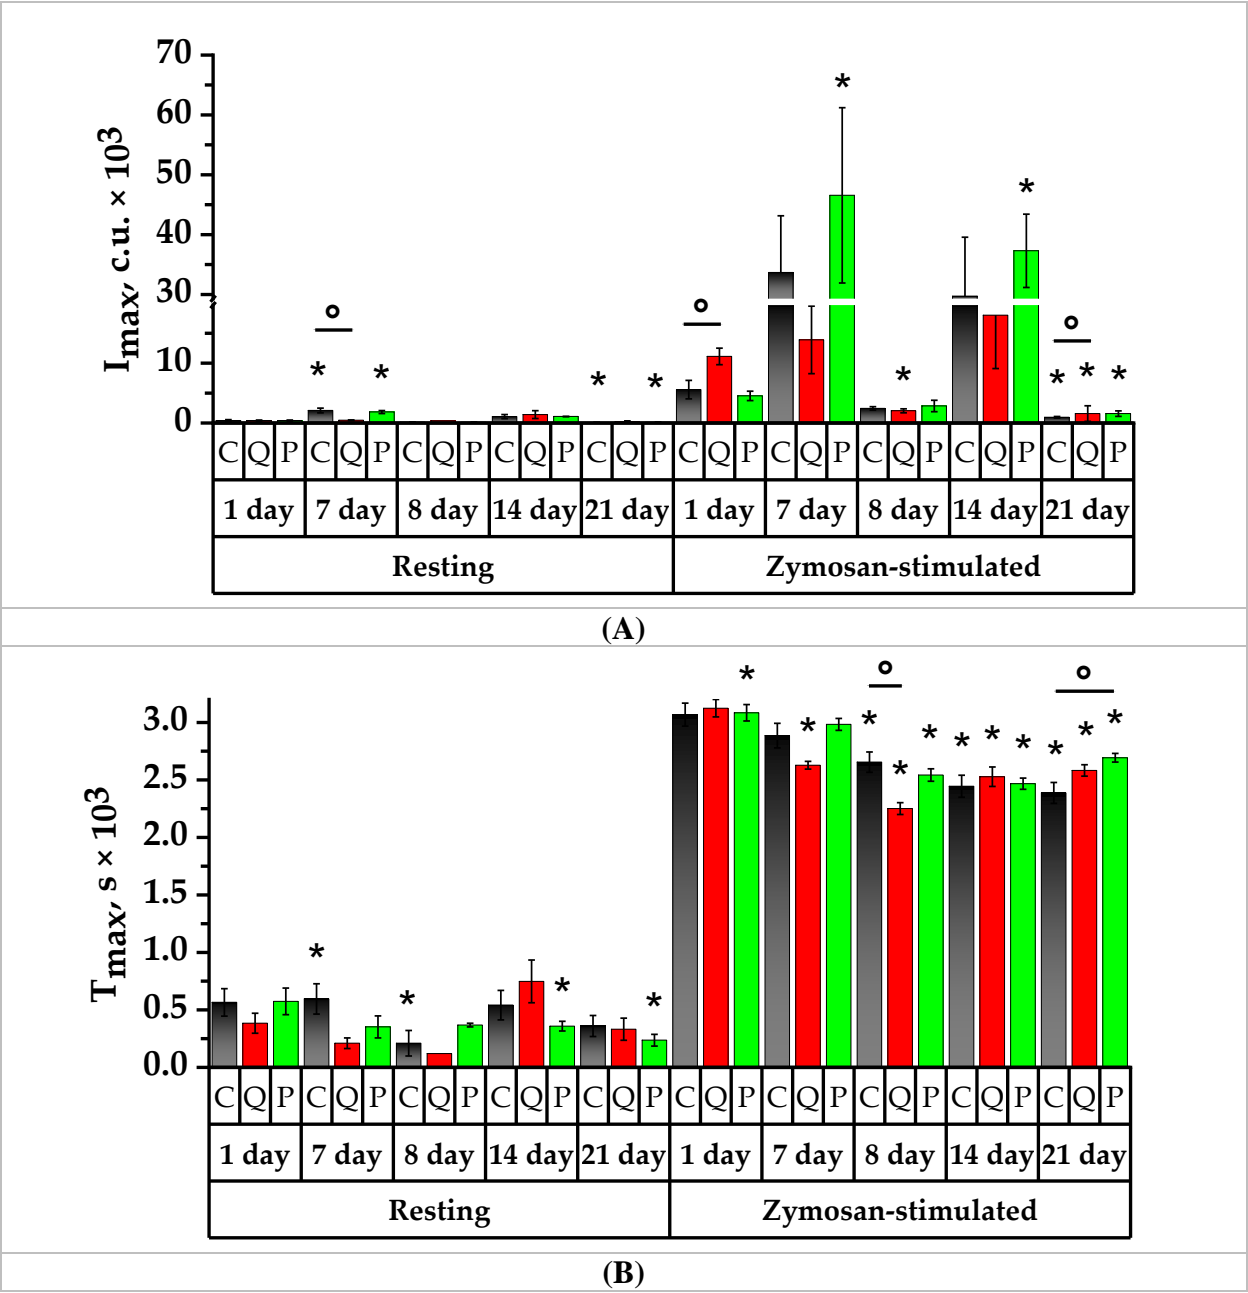 70
60
50
40
30
10
0
I_max, c.u. × 10³
° °
°
* * * * * * * * * *
C Q P C Q P C Q P C Q P C Q P C Q P C Q P C Q P C Q P C Q P
1 day 7 day 8 day 14 day 21 day 1 day 7 day 8 day 14 day 21 day
Resting Zymosan-stimulated
(A)
3.0
2.5
2.0
1.5
1.0
0.5
0.0
T_max, s × 10³
° °
* * * * * * * * * * * * * * *
C Q P C Q P C Q P C Q P C Q P C Q P C Q P C Q P C Q P C Q P
1 day 7 day 8 day 14 day 21 day 1 day 7 day 8 day 14 day 21 day
Resting Zymosan-stimulated
(B)